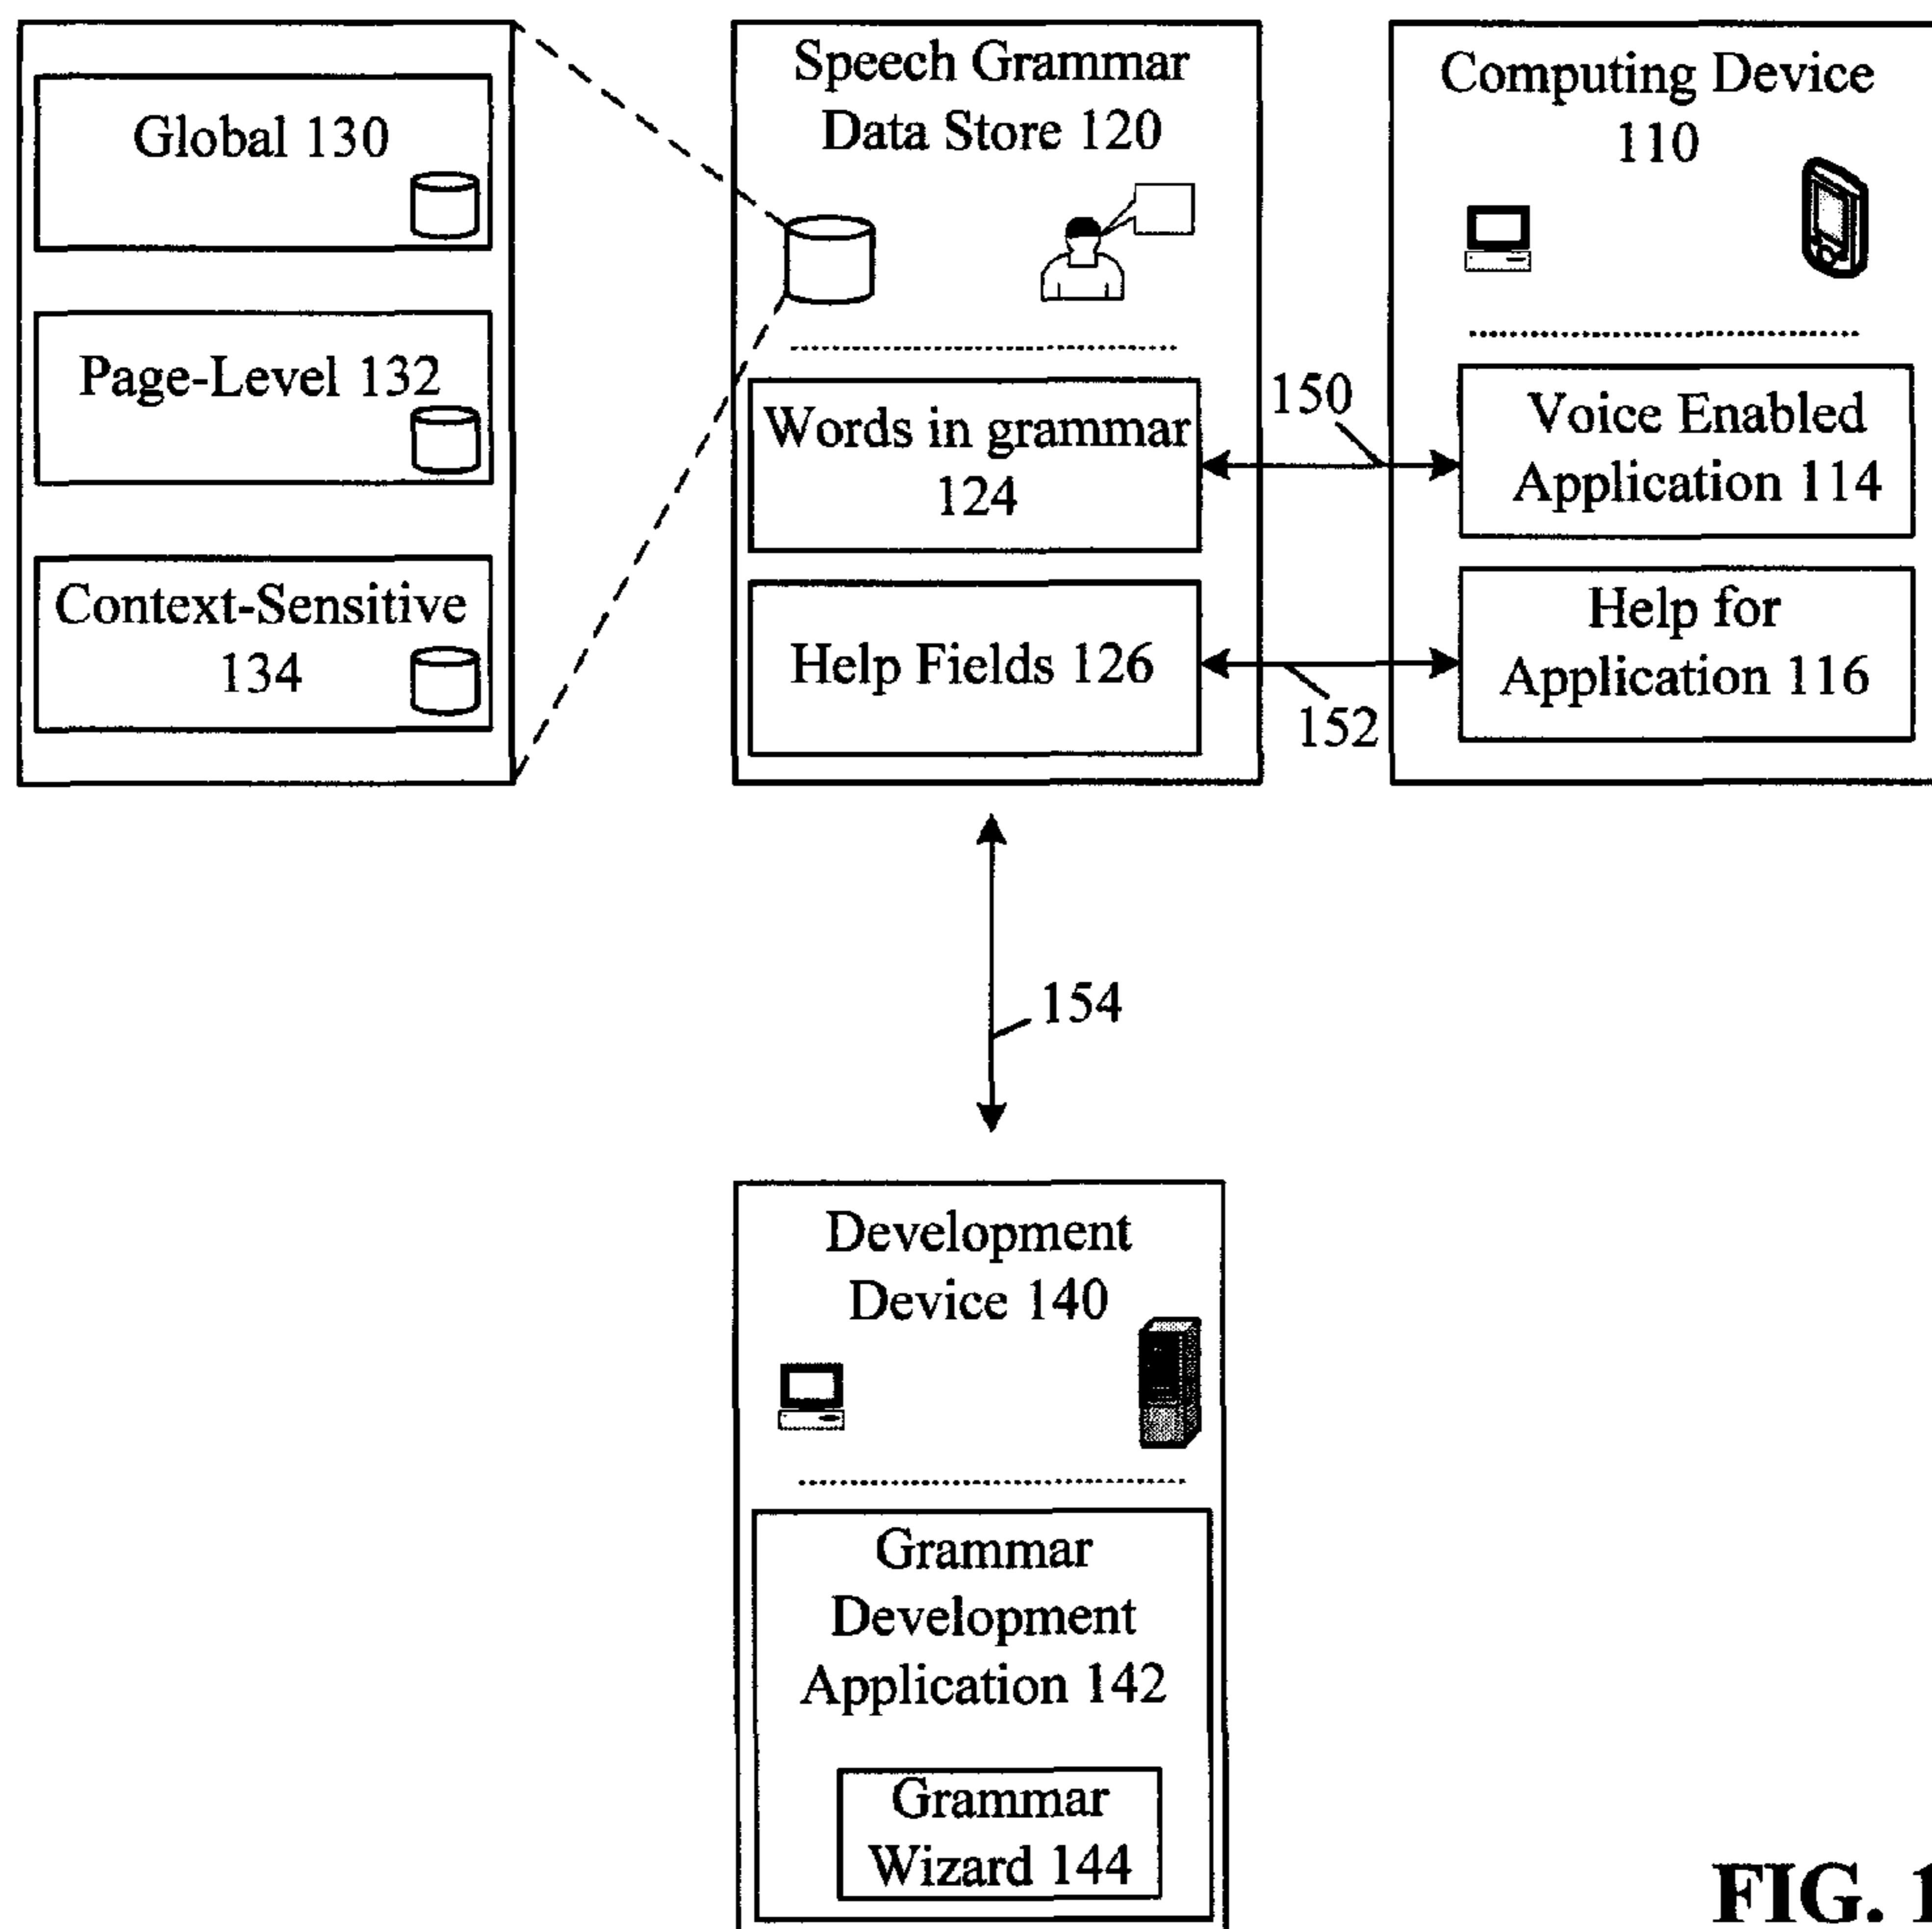 Global 130
Page-Level 132
Context-Sensitive
134
Speech Grammar
Data Store 120
Words in grammar
124
Help Fields 126
150
152
Computing Device
110
Voice Enabled
Application 114
Help for
Application 116
154
Development
Device 140
Grammar
Development
Application 142
Grammar
Wizard 144
FIG. 1